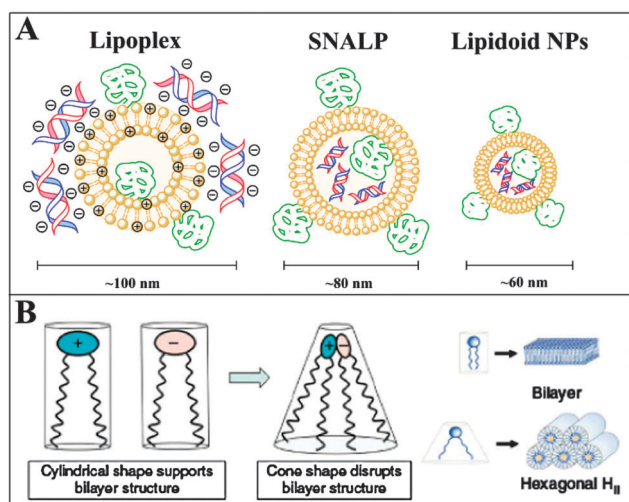 A
Lipoplex
SNALP
Lipidoid NPs
~100 nm
~80 nm
~60 nm
B
+
−
+ −
Cylindrical shape supports
bilayer structure
Cone shape disrupts
bilayer structure
Bilayer
Hexagonal HII